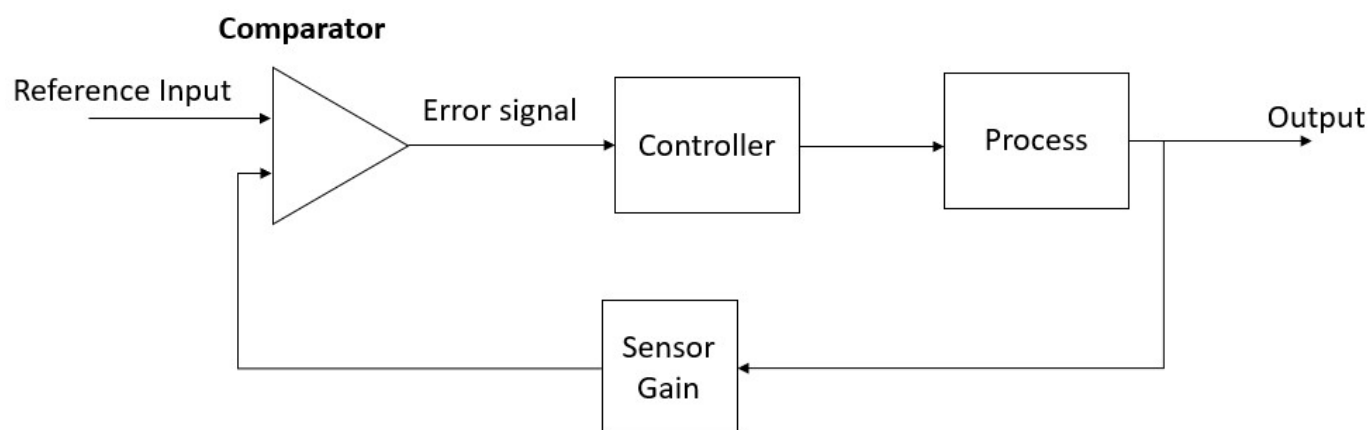 Comparator
Reference Input
Error signal
Controller
Process
Output
Sensor
Gain